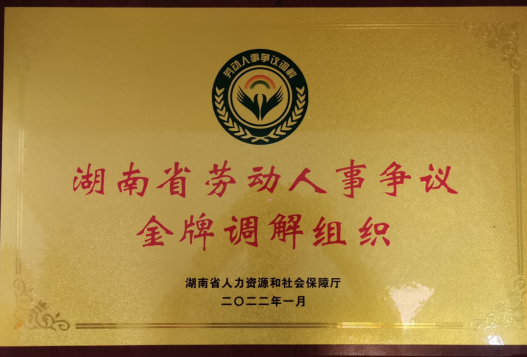 劳动人事争议调解
湖南省劳动人事争议
金牌调解组织
湖南省人力资源和社会保障厅
二〇二二年一月